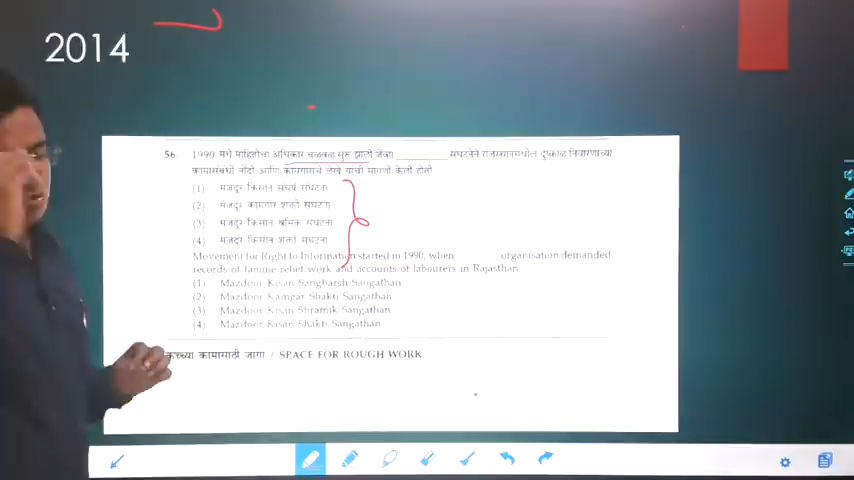 2014
56. 1990 मधे माहितीचा अधिकार चळवळ सुरू झाली जेंव्हा ________ संघटनेने राजस्थानमधील दुष्काळ निवारणाच्या
कामासंबंधी नोंदी आणि कामगारांचे लेखे यांची मागणी केली होती
(1) मजदूर किसान संघर्ष संघटना
(2) मजदूर कामगार शक्ती संघटना
(3) मजदूर किसान श्रमिक संघटना
(4) मजदूर किसान शक्ती संघटना
Movement for Right to Information started in 1990, when ________ organisation demanded
records of famine relief work and accounts of labourers in Rajasthan
(1) Mazdoor Kisan Sangharsh Sangathan
(2) Mazdoor Kamgar Shakti Sangathan
(3) Mazdoor Kisan Shramik Sangathan
(4) Mazdoor Kisan Shakti Sangathan
कच्च्या कामासाठी जागा / SPACE FOR ROUGH WORK